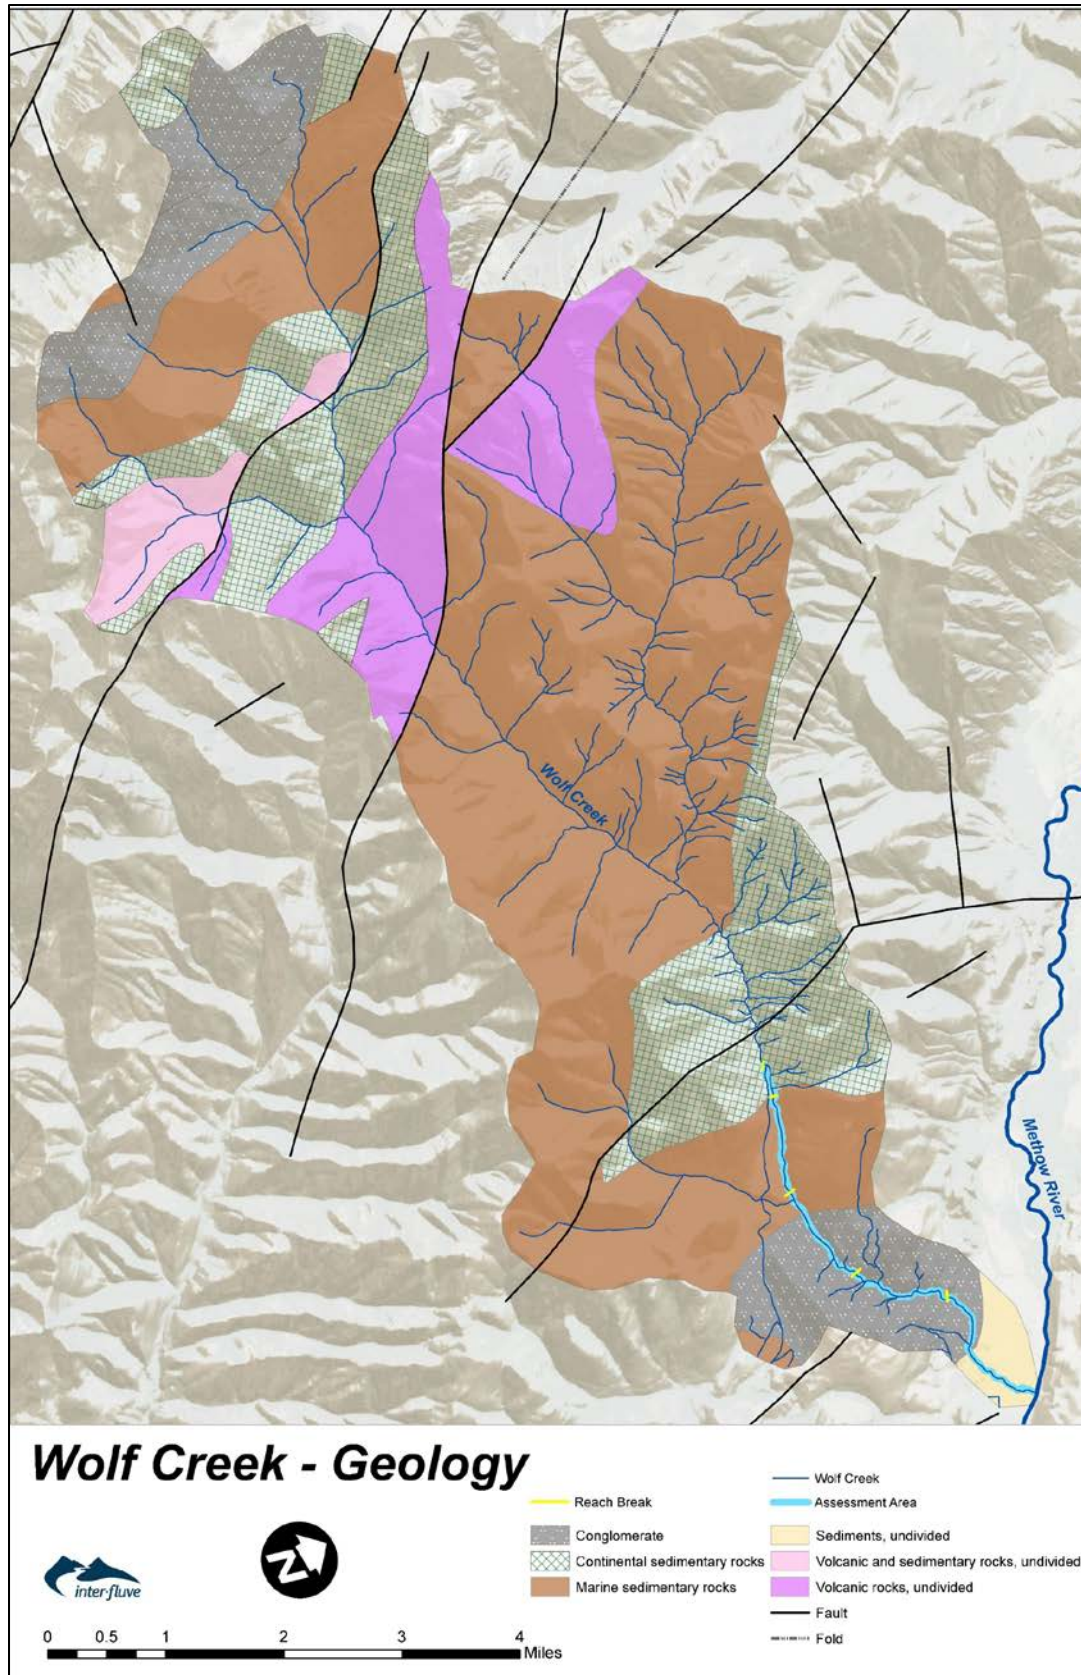 Wolf Creek
Methow River
Wolf Creek - Geology
Wolf Creek
Reach Break
Assessment Area
Conglomerate
Sediments, undivided
Continental sedimentary rocks
Volcanic and sedimentary rocks, undivided
Marine sedimentary rocks
Volcanic rocks, undivided
Fault
Fold
inter-fluve
N
0 0.5 1 2 3 4
Miles